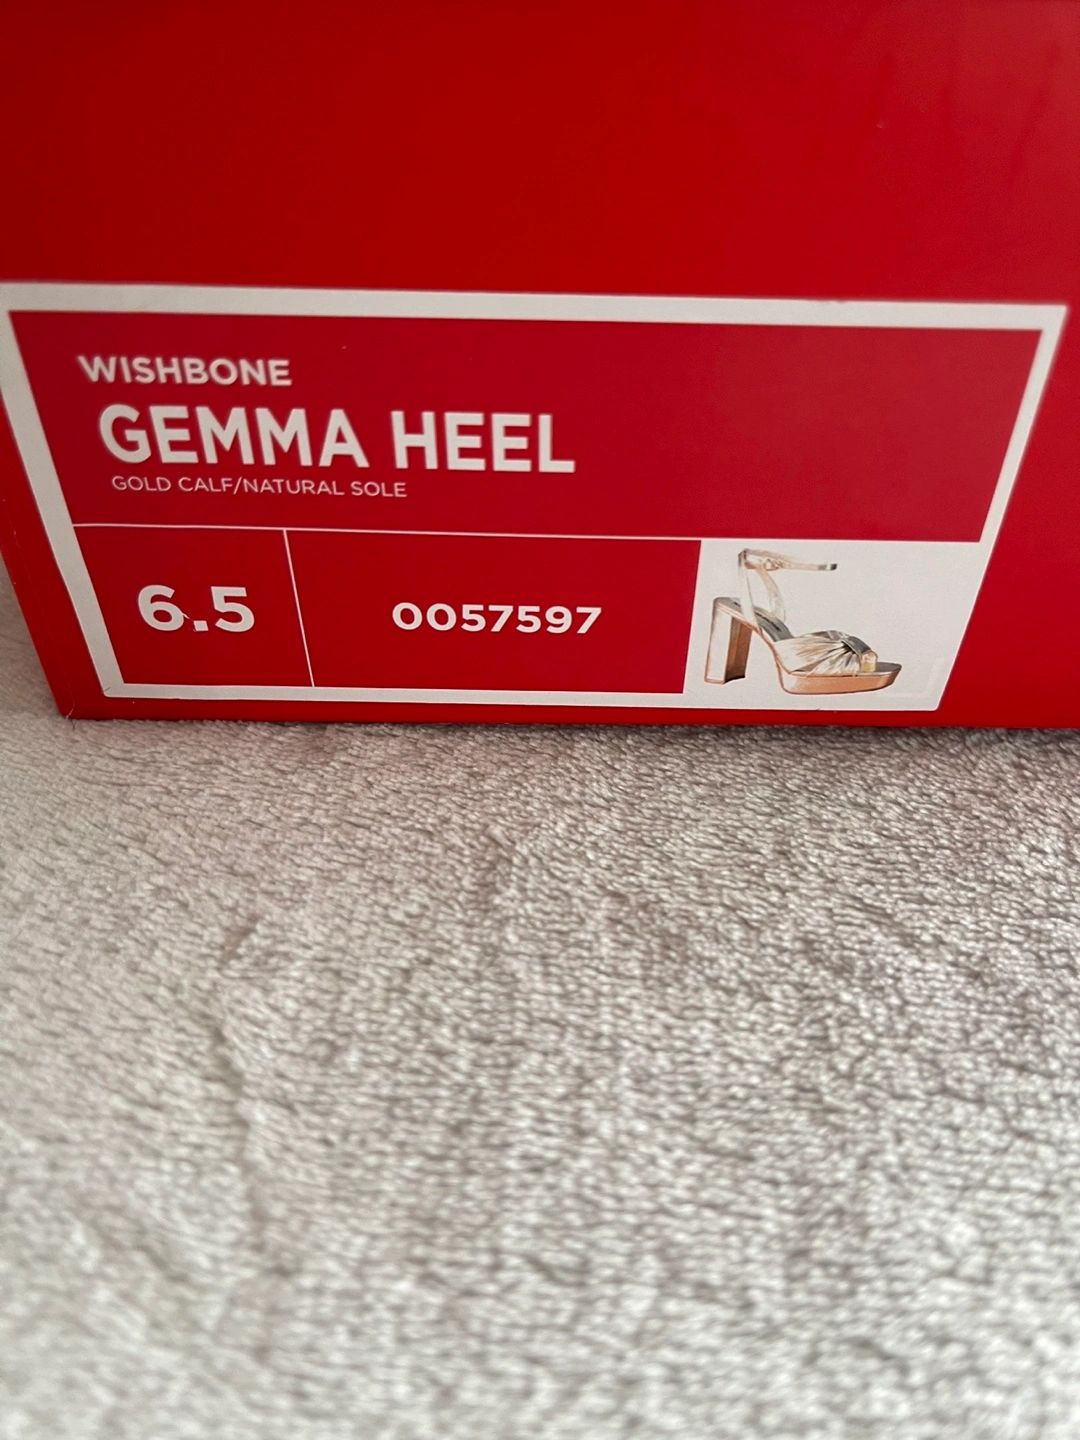 WISHBONE
GEMMA HEEL
GOLD CALF/NATURAL SOLE
6.5
0057597